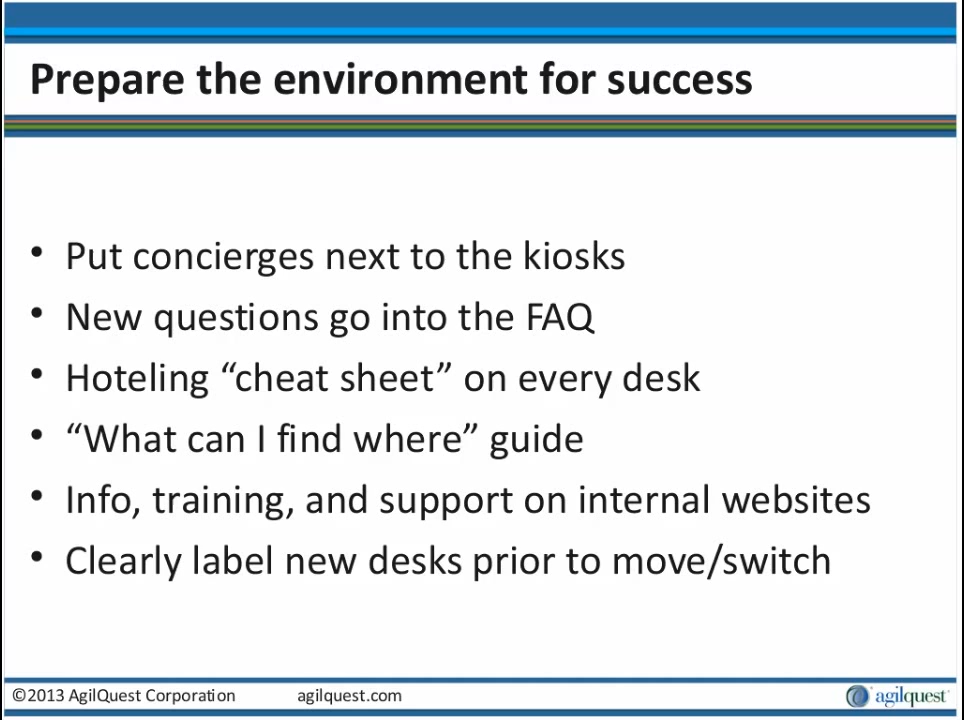 Prepare the environment for success
• Put concierges next to the kiosks
• New questions go into the FAQ
• Hoteling “cheat sheet” on every desk
• “What can I find where” guide
• Info, training, and support on internal websites
• Clearly label new desks prior to move/switch
©2013 AgilQuest Corporation agilquest.com agilquest